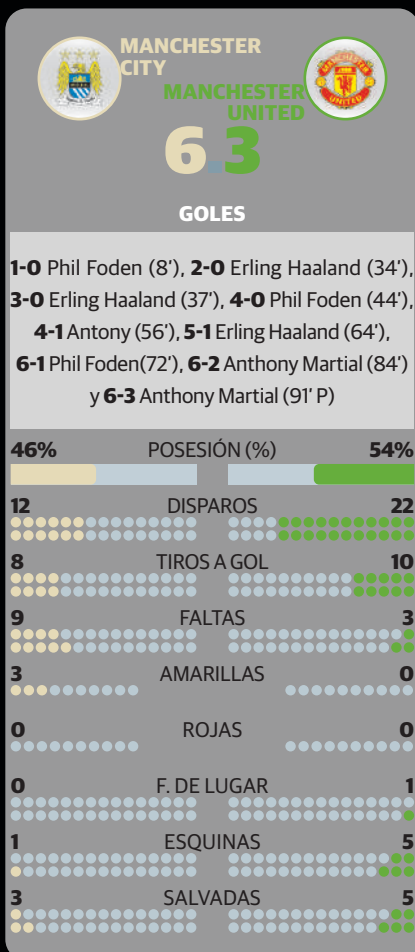 MANCHESTER
CITY
MANCHESTER
UNITED
6.3
GOLES
1-0 Phil Foden (8’), 2-0 Erling Haaland (34’),
3-0 Erling Haaland (37’), 4-0 Phil Foden (44’),
4-1 Antony (56’), 5-1 Erling Haaland (64’),
6-1 Phil Foden(72’), 6-2 Anthony Martial (84’)
y 6-3 Anthony Martial (91’ P)
46% POSESIÓN (%) 54%
12 DISPAROS 22
8 TIROS A GOL 10
9 FALTAS 3
3 AMARILLAS 0
0 ROJAS 0
0 F. DE LUGAR 1
1 ESQUINAS 5
3 SALVADAS 5